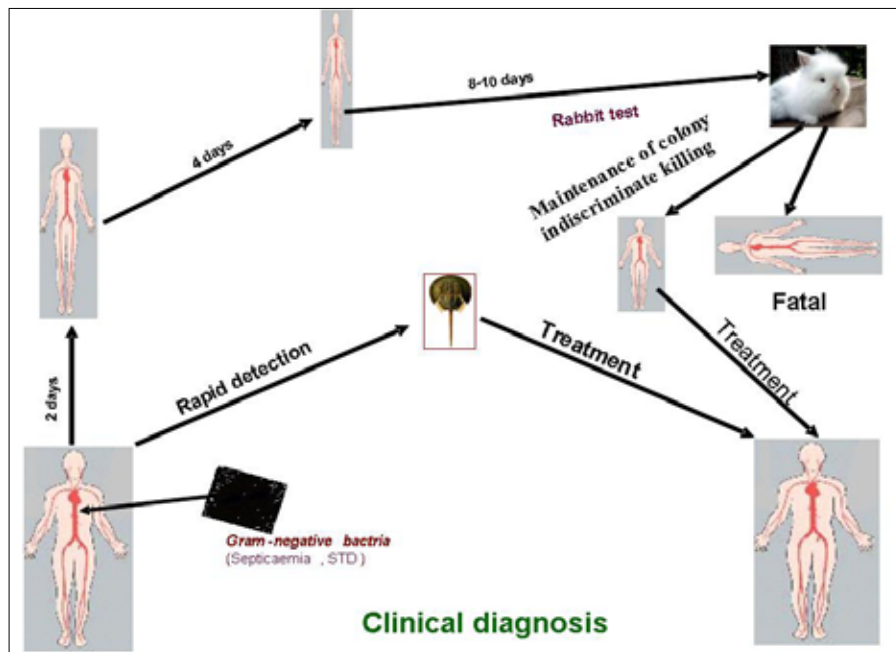 8-10 days
Rabbit test
4 days
Maintenance of colony
indiscriminate killing
Fatal
2 days
Rapid detection
Treatment
Treatment
Gram-negative bactria
(Septicaemia , STD )
Clinical diagnosis